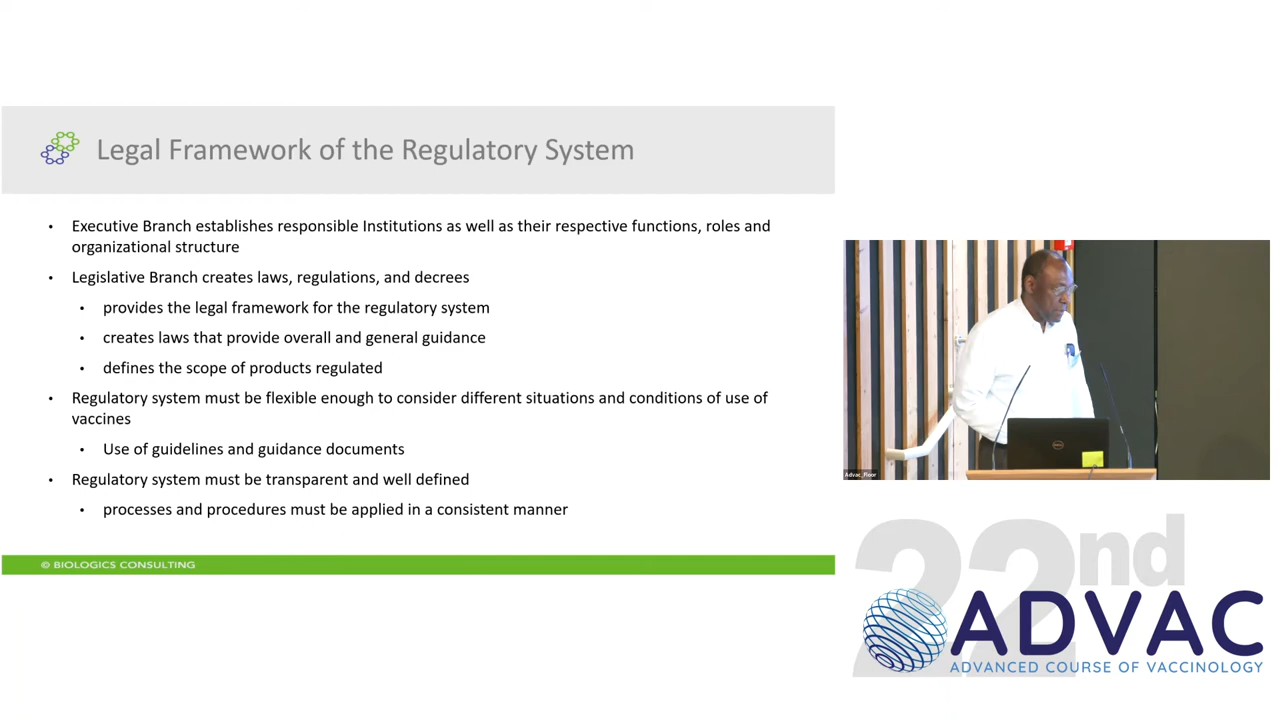 Legal Framework of the Regulatory System
• Executive Branch establishes responsible Institutions as well as their respective functions, roles and
organizational structure
• Legislative Branch creates laws, regulations, and decrees
• provides the legal framework for the regulatory system
• creates laws that provide overall and general guidance
• defines the scope of products regulated
• Regulatory system must be flexible enough to consider different situations and conditions of use of
vaccines
• Use of guidelines and guidance documents
• Regulatory system must be transparent and well defined
• processes and procedures must be applied in a consistent manner
© BIOLOGICS CONSULTING
Advac_Floor
DELL
22nd
ADVAC
ADVANCED COURSE OF VACCINOLOGY